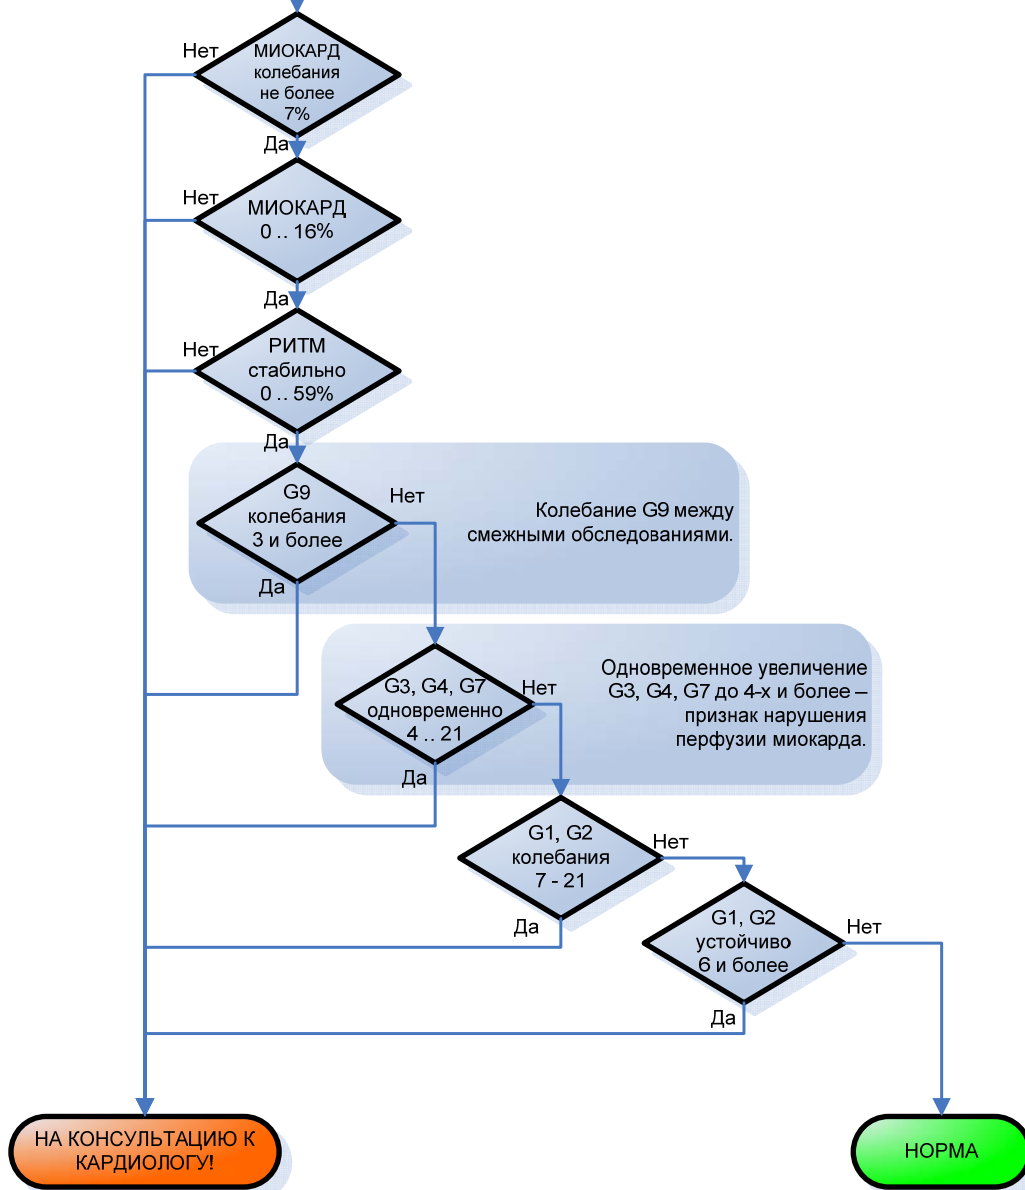 Нет
МИОКАРД
колебания
не более
7%
Да
Нет
МИОКАРД
0 .. 16%
Да
Нет
РИТМ
стабильно
0 .. 59%
Да
G9
колебания
3 и более
Нет
Колебание G9 между
смежными обследованиями.
Да
G3, G4, G7
одновременно
4 .. 21
Нет
Одновременное увеличение
G3, G4, G7 до 4-х и более –
признак нарушения
перфузии миокарда.
Да
G1, G2
колебания
7 - 21
Нет
Да
G1, G2
устойчиво
6 и более
Нет
Да
НА КОНСУЛЬТАЦИЮ К
КАРДИОЛОГУ!
НОРМА